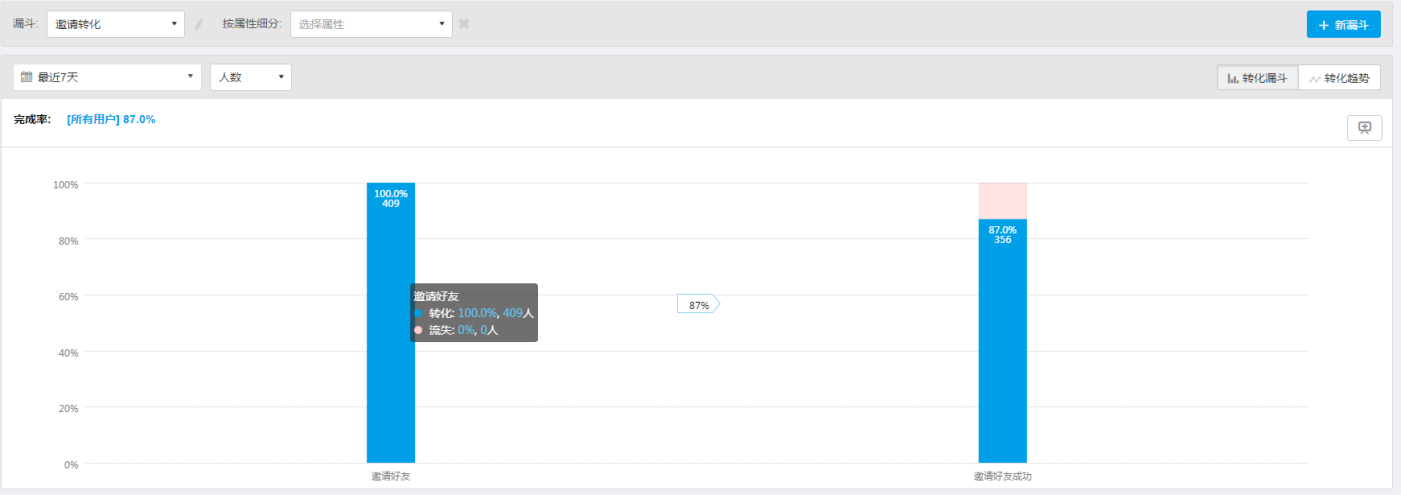 漏斗: 邀请转化 按属性细分: 选择属性 + 新漏斗
最近7天 人数 转化漏斗 转化趋势
完成率: [所有用户] 87.0%
100%
80%
60%
40%
20%
0%
100.0%
409
邀请好友
转化: 100.0%, 409人
流失: 0%, 0人
87%
87.0%
356
邀请好友
邀请好友成功